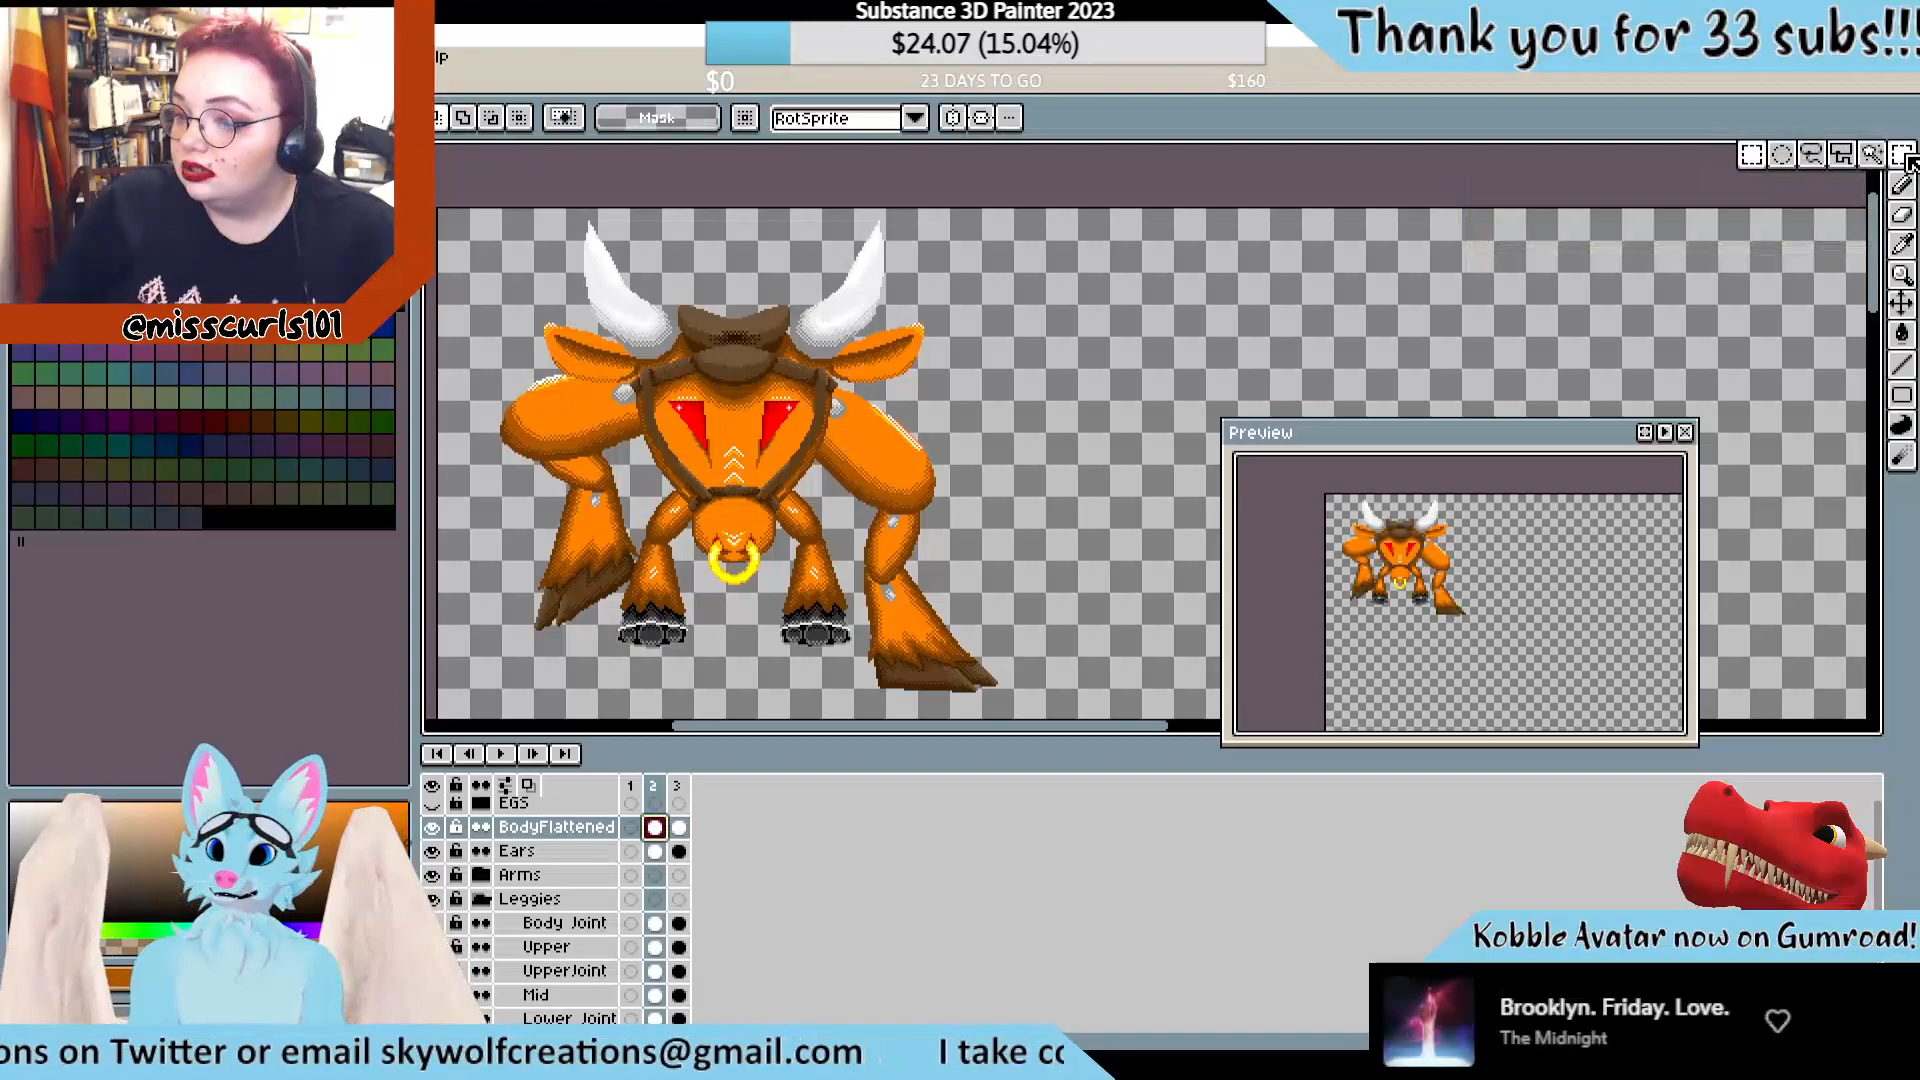 Substance 3D Painter 2023
$24.07 (15.04%)
$0
23 DAYS TO GO
$160
Thank you for 33 subs!!!
lp
Mask
RotSprite
@misscurls101
Preview
1 2 3
EGS
BodyFlattened
Ears
Arms
Leggies
Body Joint
Upper
UpperJoint
Mid
Lower Joint
Kobble Avatar now on Gumroad!
Brooklyn. Friday. Love.
The Midnight
ons on Twitter or email skywolfcreations@gmail.com
I take co